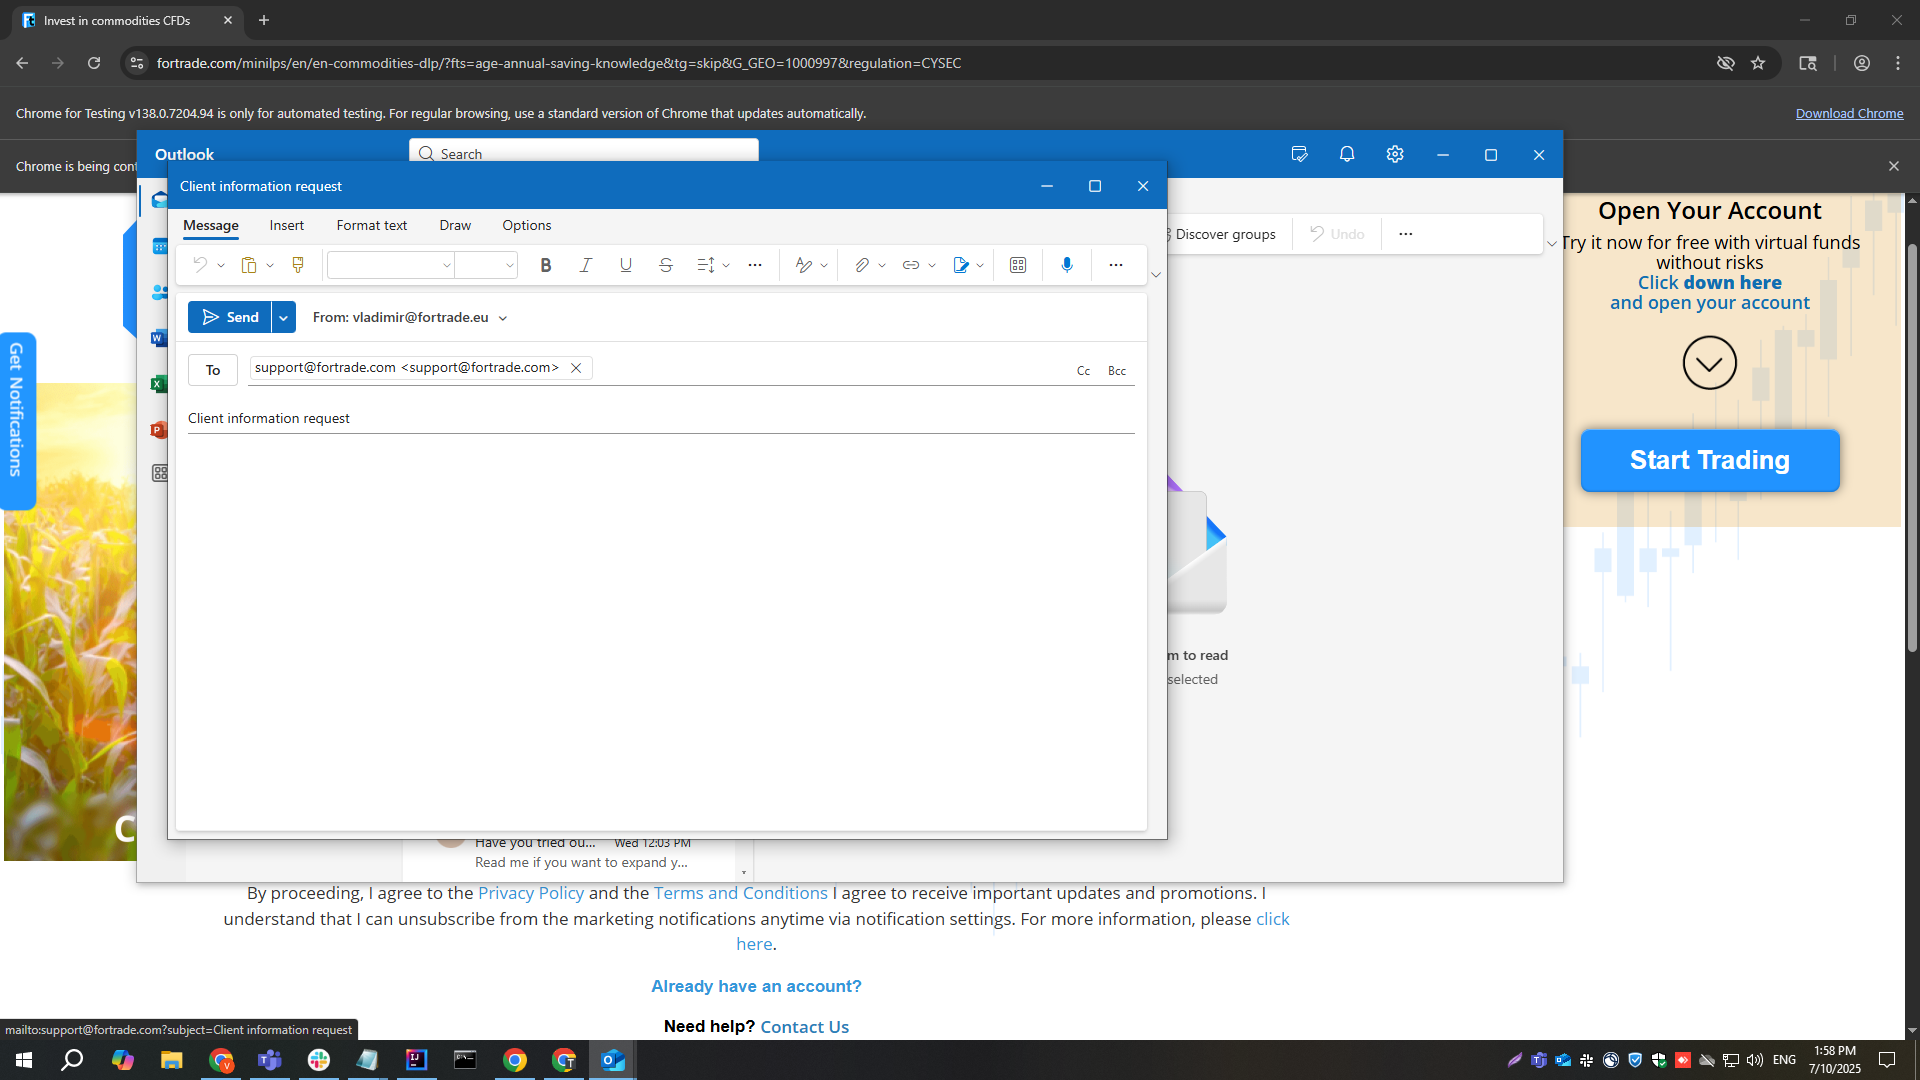 Invest in commodities CFDs
fortrade.com/minilps/en/en-commodities-dlp/?fts=age-annual-saving-knowledge&tg=skip&G_GEO=1000997&regulation=CYSEC
Chrome for Testing v138.0.7204.94 is only for automated testing. For regular browsing, use a standard version of Chrome that updates automatically.
Download Chrome
Chrome is being cont
Outlook
Search
Client information request
Message
Insert
Format text
Draw
Options
Discover groups
Undo
Send
From: vladimir@fortrade.eu
To
support@fortrade.com <support@fortrade.com>
Cc
Bcc
Client information request
m to read
selected
Have you tried ou...
Wed 12:03 PM
Read me if you want to expand y...
Get Notifications
C
Open Your Account
Try it now for free with virtual funds
without risks
Click down here
and open your account
Start Trading
By proceeding, I agree to the Privacy Policy and the Terms and Conditions I agree to receive important updates and promotions. I
understand that I can unsubscribe from the marketing notifications anytime via notification settings. For more information, please click
here.
Already have an account?
Need help? Contact Us
mailto:support@fortrade.com?subject=Client information request
ENG
1:58 PM
7/10/2025